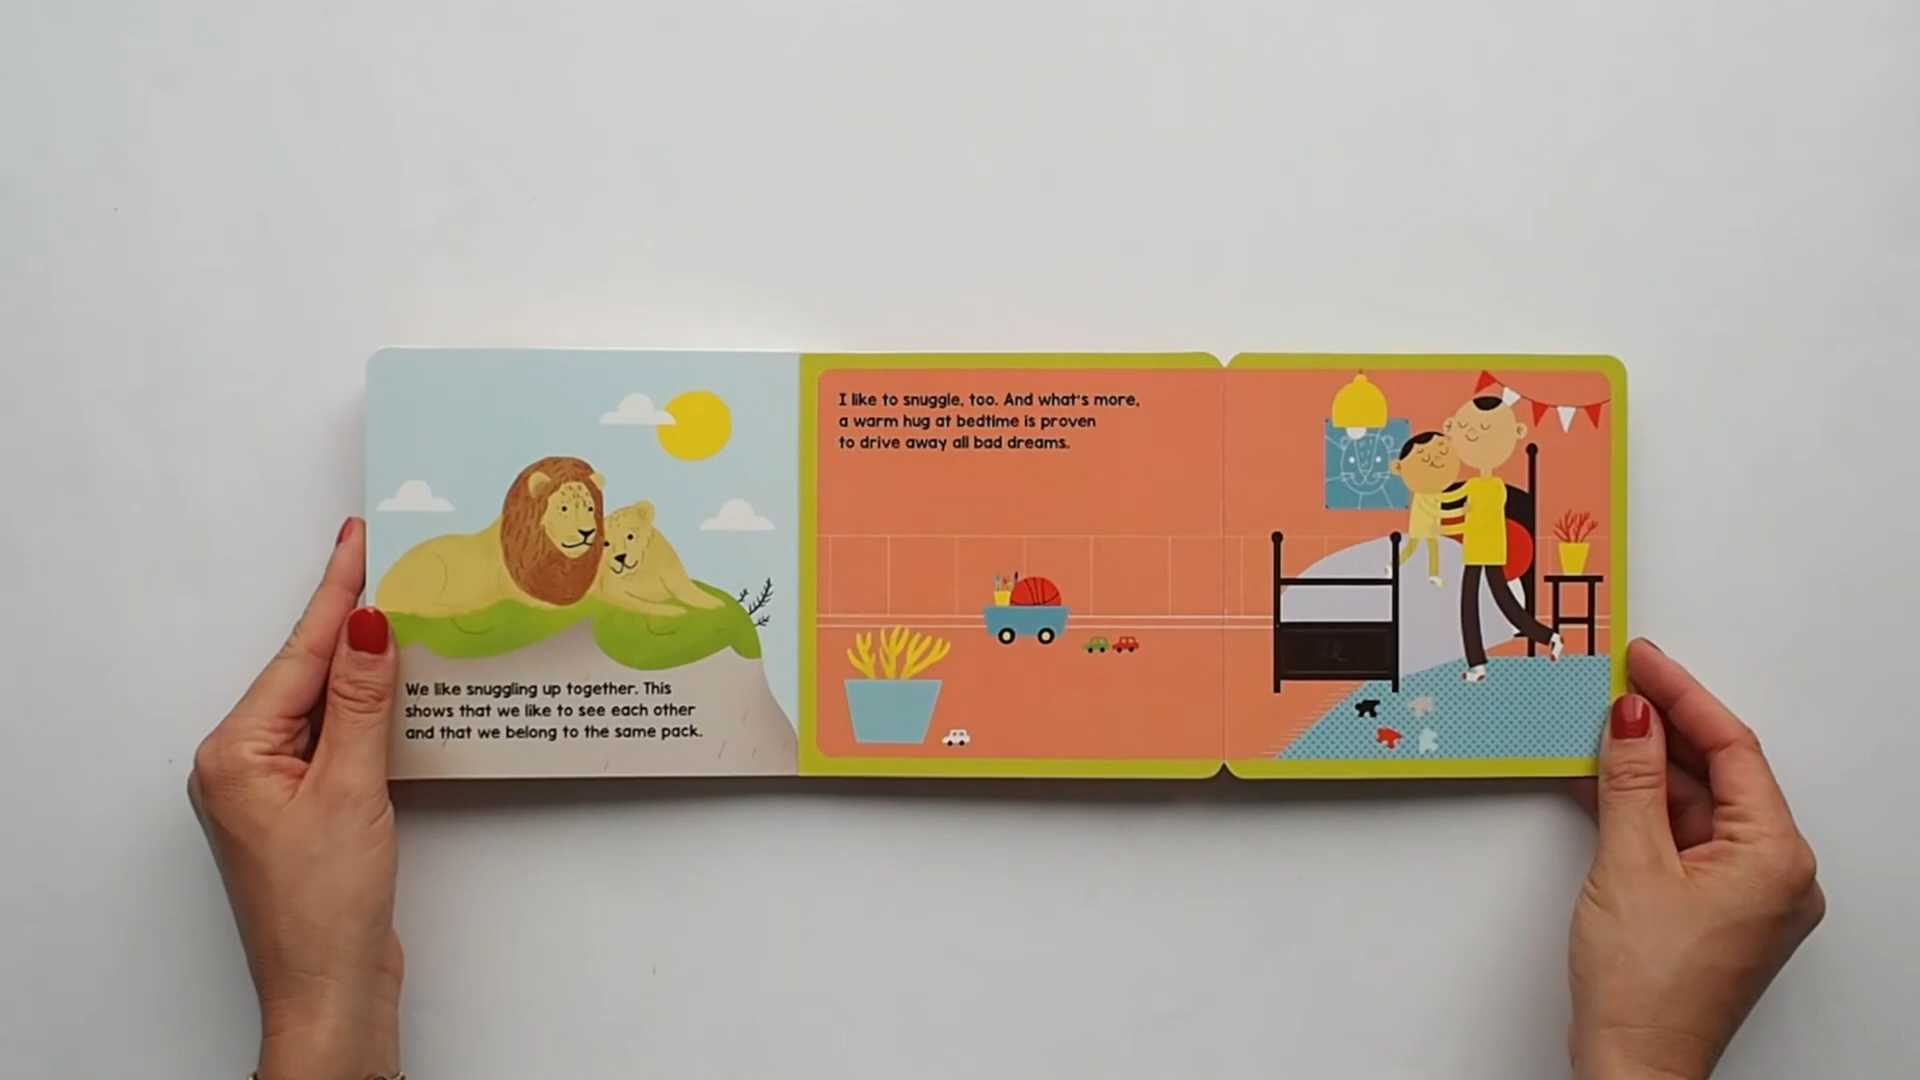 We like snuggling up together. This
shows that we like to see each other
and that we belong to the same pack.
I like to snuggle, too. And what's more,
a warm hug at bedtime is proven
to drive away all bad dreams.